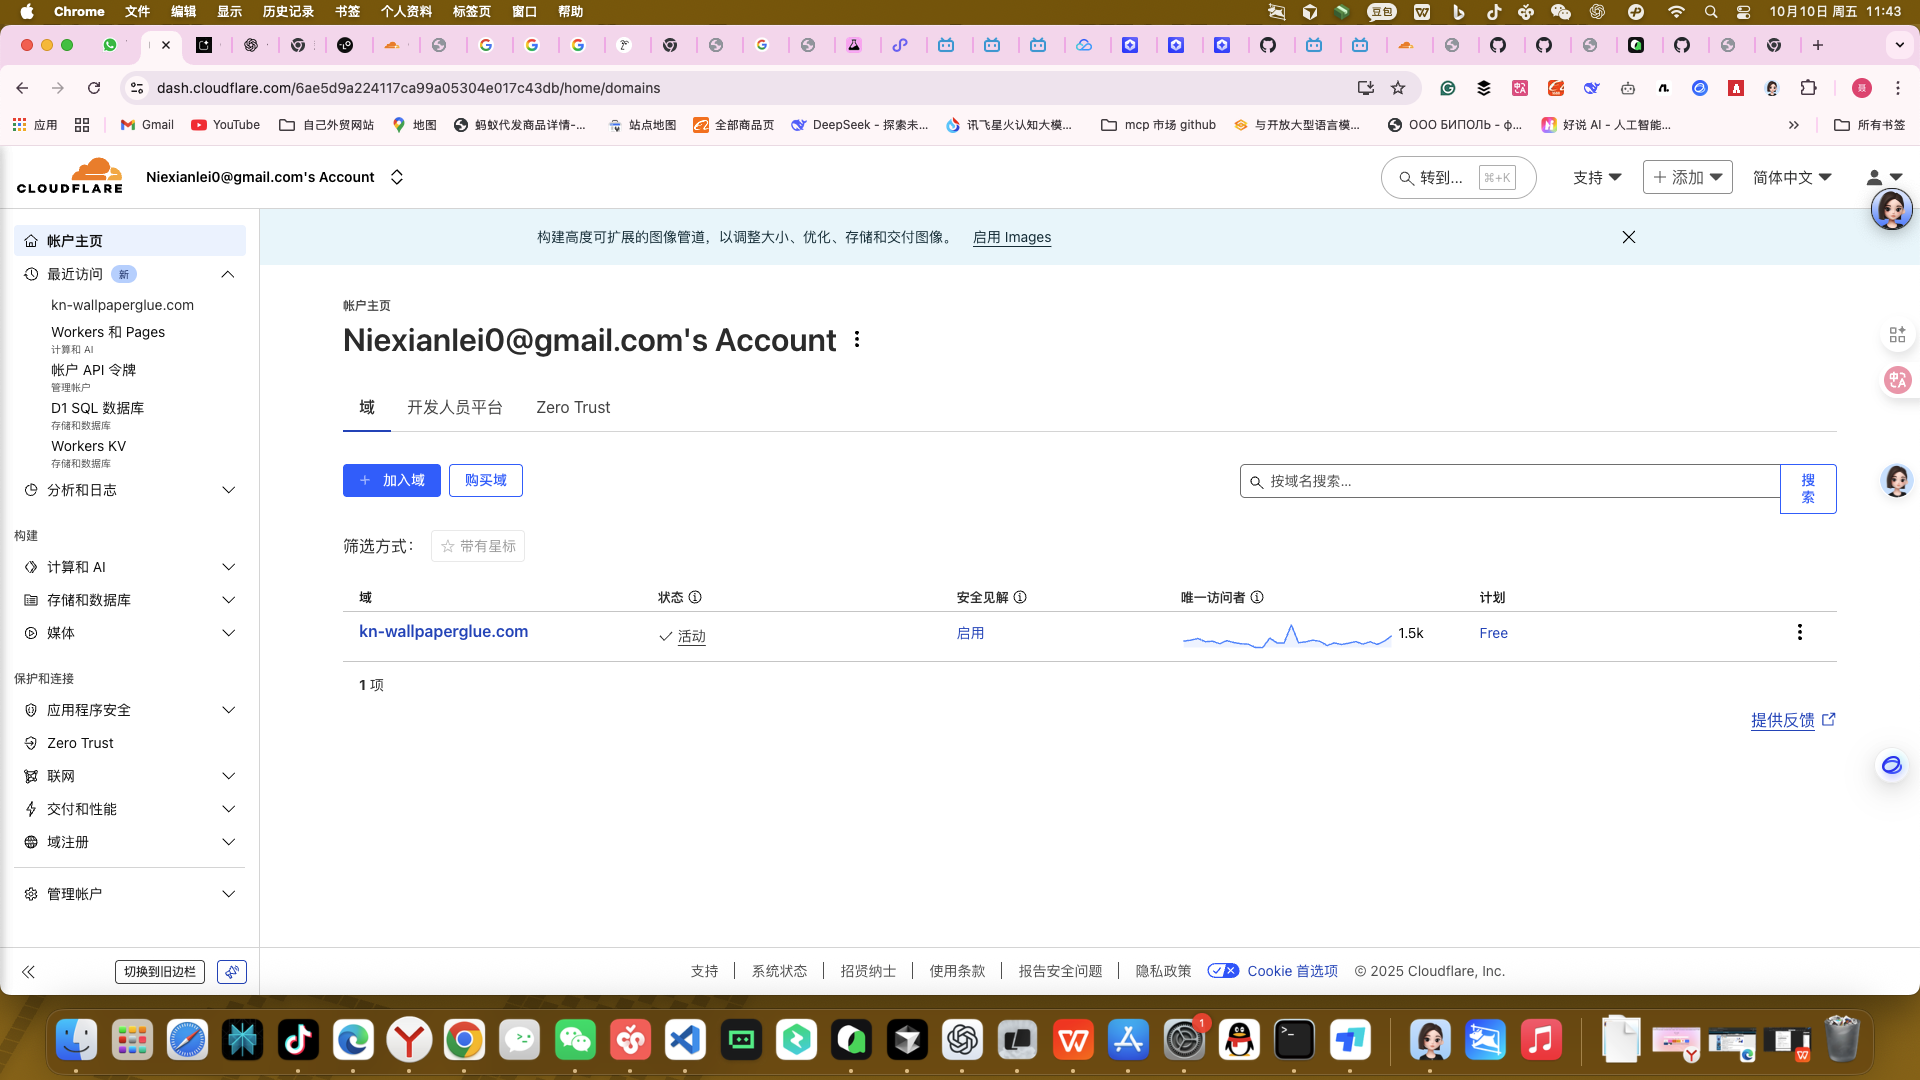 Chrome 文件 编辑 显示 历史记录 书签 个人资料 标签页 窗口 帮助
豆包
10月10日 周五 11:43
dash.cloudflare.com/6ae5d9a224117ca99a05304e017c43db/home/domains
应用 Gmail YouTube 自己外贸网站 地图 蚂蚁代发商品详情-... 站点地图 全部商品页 DeepSeek - 探索未... 讯飞星火认知大模... mcp 市场 github 与开放大型语言模... ООО БИПОЛЬ - ф... 好说 AI - 人工智能... 所有书签
CLOUDFLARE
Niexianlei0@gmail.com's Account
转到... ⌘+K
支持
添加
简体中文
帐户主页
最近访问 新
kn-wallpaperglue.com
Workers 和 Pages
计算和 AI
帐户 API 令牌
管理帐户
D1 SQL 数据库
存储和数据库
Workers KV
存储和数据库
分析和日志
构建
计算和 AI
存储和数据库
媒体
保护和连接
应用程序安全
Zero Trust
联网
交付和性能
域注册
管理帐户
切换到旧边栏
构建高度可扩展的图像管道，以调整大小、优化、存储和交付图像。 启用 Images
帐户主页
Niexianlei0@gmail.com's Account
域 开发人员平台 Zero Trust
加入域 购买域
按域名搜索...
搜
索
筛选方式： 带有星标
域 状态 安全见解 唯一访问者 计划
kn-wallpaperglue.com 活动 启用 1.5k Free
1 项
提供反馈
支持 系统状态 招贤纳士 使用条款 报告安全问题 隐私政策 Cookie 首选项 © 2025 Cloudflare, Inc.
1